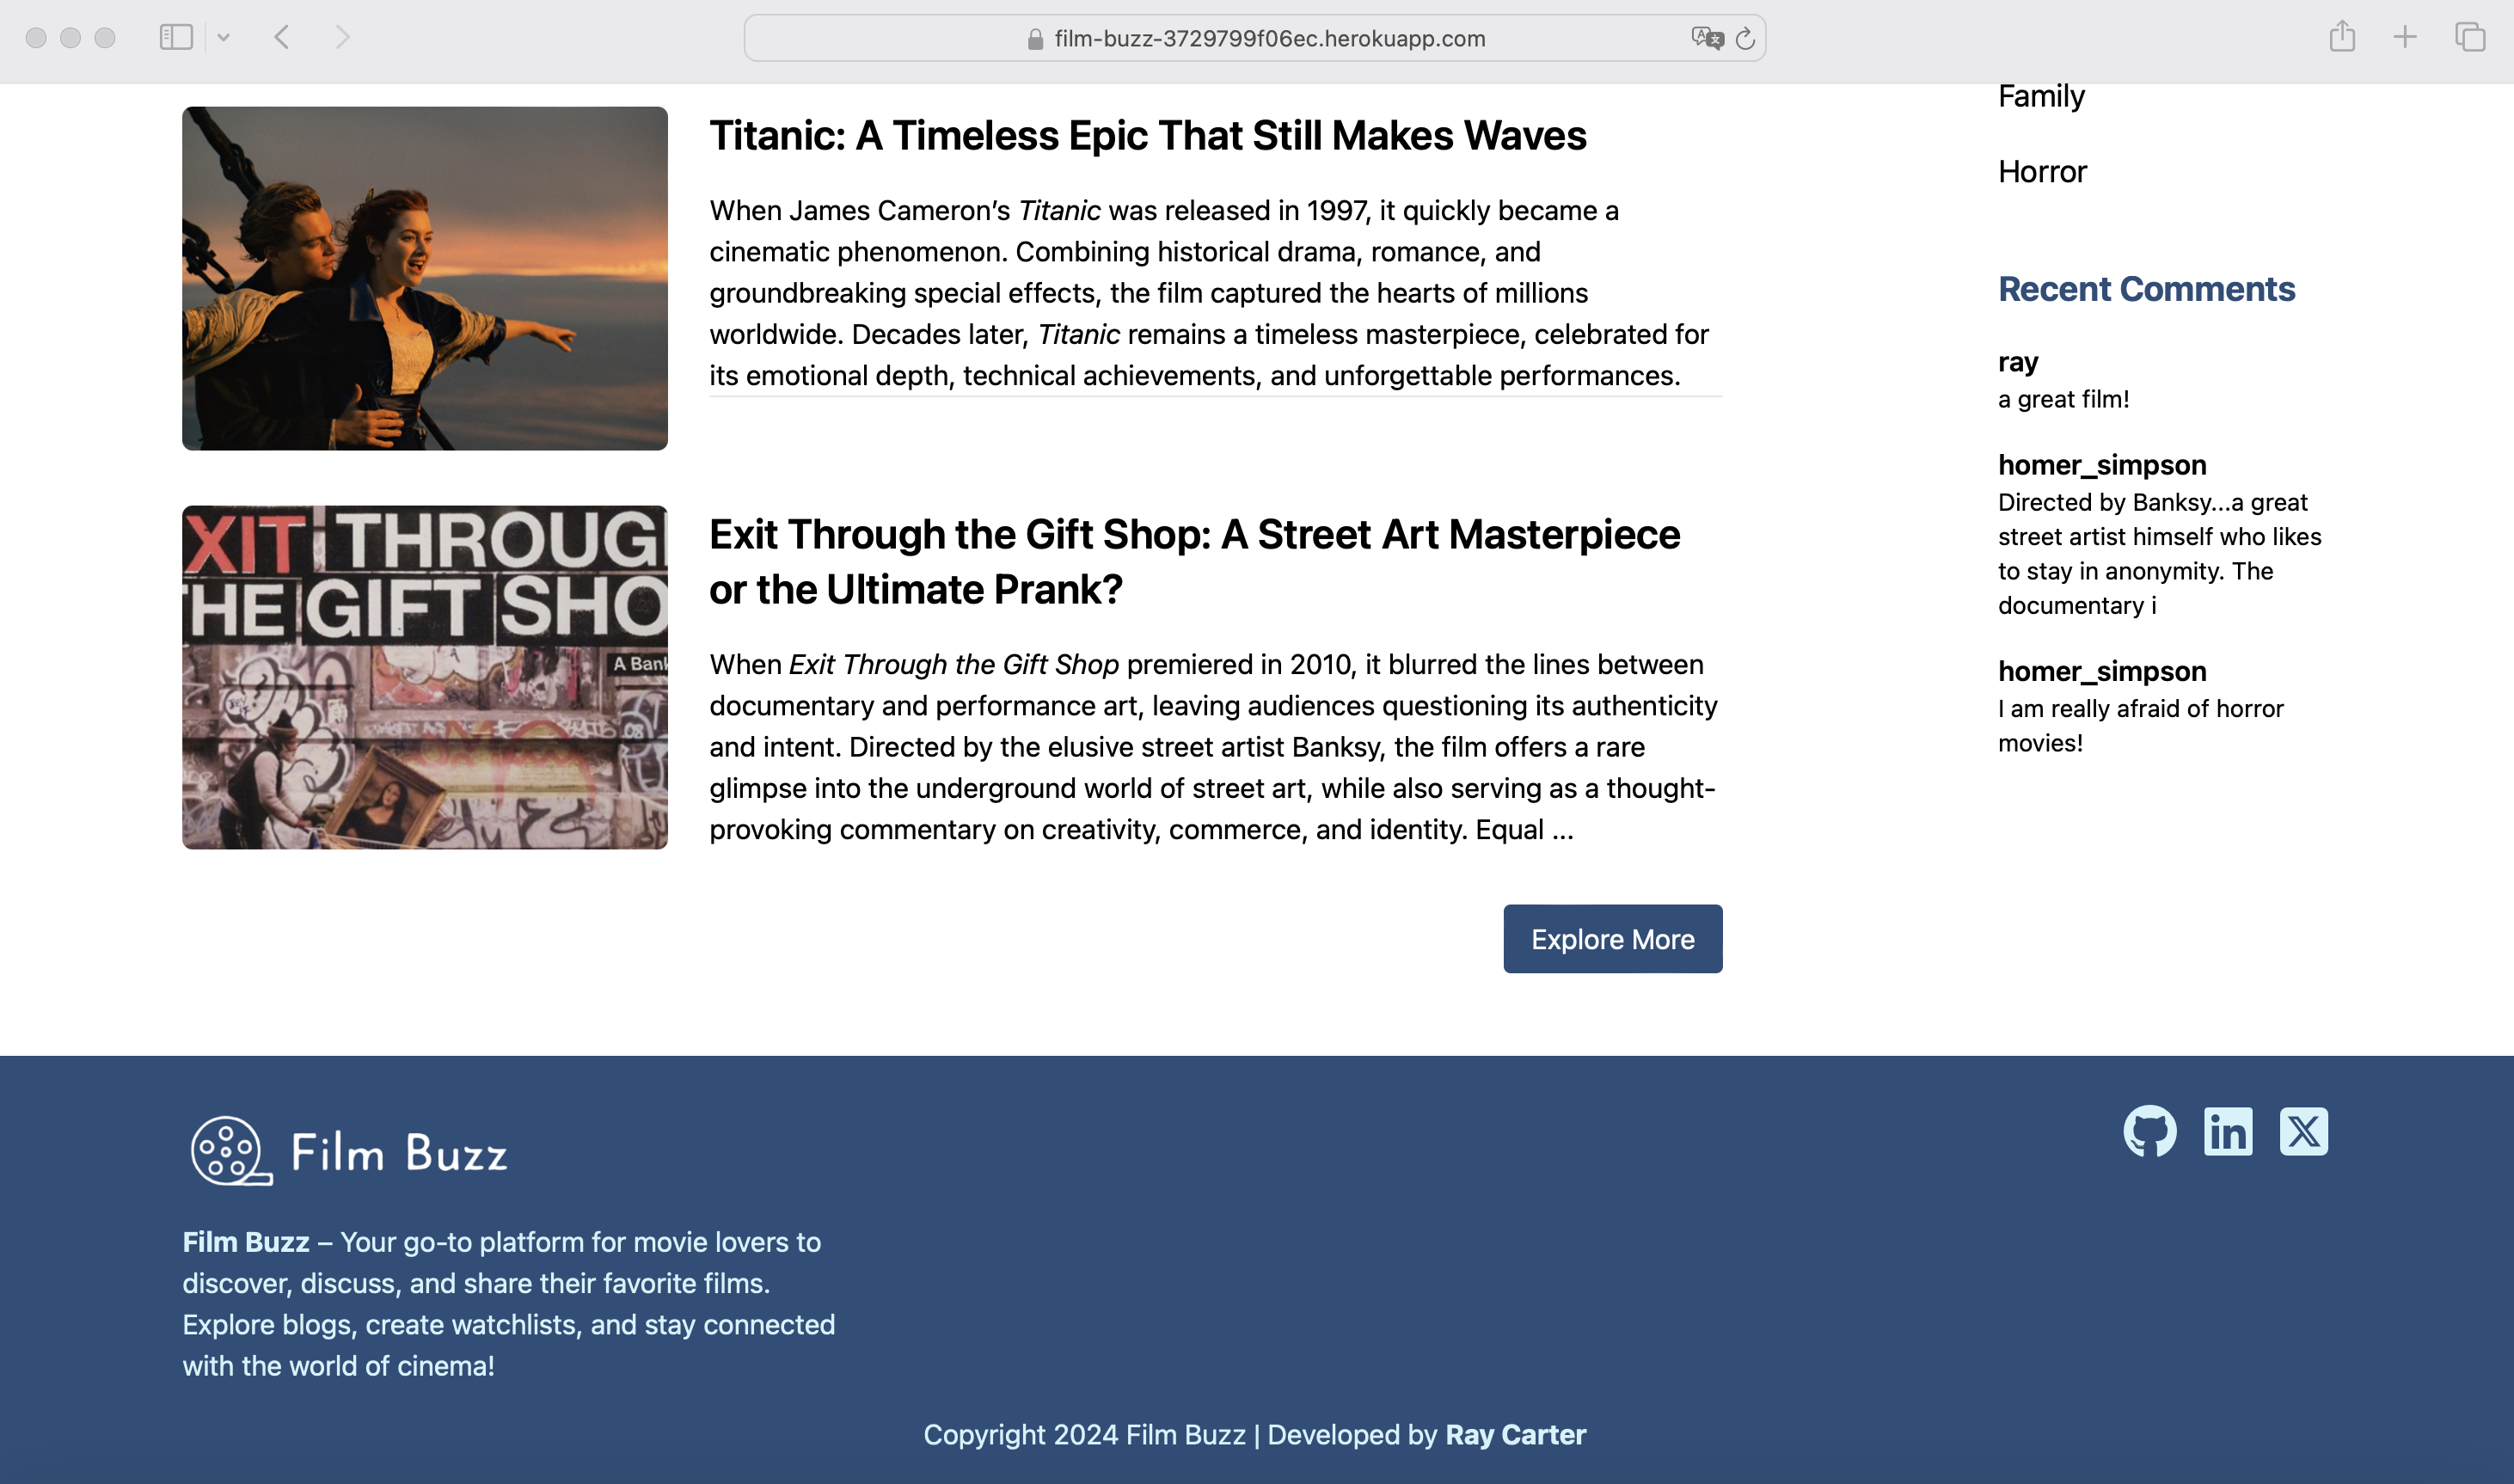 film-buzz-3729799f06ec.herokuapp.com
Titanic: A Timeless Epic That Still Makes Waves
When James Cameron’s Titanic was released in 1997, it quickly became a
cinematic phenomenon. Combining historical drama, romance, and
groundbreaking special effects, the film captured the hearts of millions
worldwide. Decades later, Titanic remains a timeless masterpiece, celebrated for
its emotional depth, technical achievements, and unforgettable performances.
XIT THROUG
THE GIFT SHO
A Bank
08
Exit Through the Gift Shop: A Street Art Masterpiece
or the Ultimate Prank?
When Exit Through the Gift Shop premiered in 2010, it blurred the lines between
documentary and performance art, leaving audiences questioning its authenticity
and intent. Directed by the elusive street artist Banksy, the film offers a rare
glimpse into the underground world of street art, while also serving as a thought-
provoking commentary on creativity, commerce, and identity. Equal ...
Explore More
Family
Horror
Recent Comments
ray
a great film!
homer_simpson
Directed by Banksy...a great
street artist himself who likes
to stay in anonymity. The
documentary i
homer_simpson
I am really afraid of horror
movies!
Film Buzz
Film Buzz – Your go-to platform for movie lovers to
discover, discuss, and share their favorite films.
Explore blogs, create watchlists, and stay connected
with the world of cinema!
in
X
Copyright 2024 Film Buzz | Developed by Ray Carter